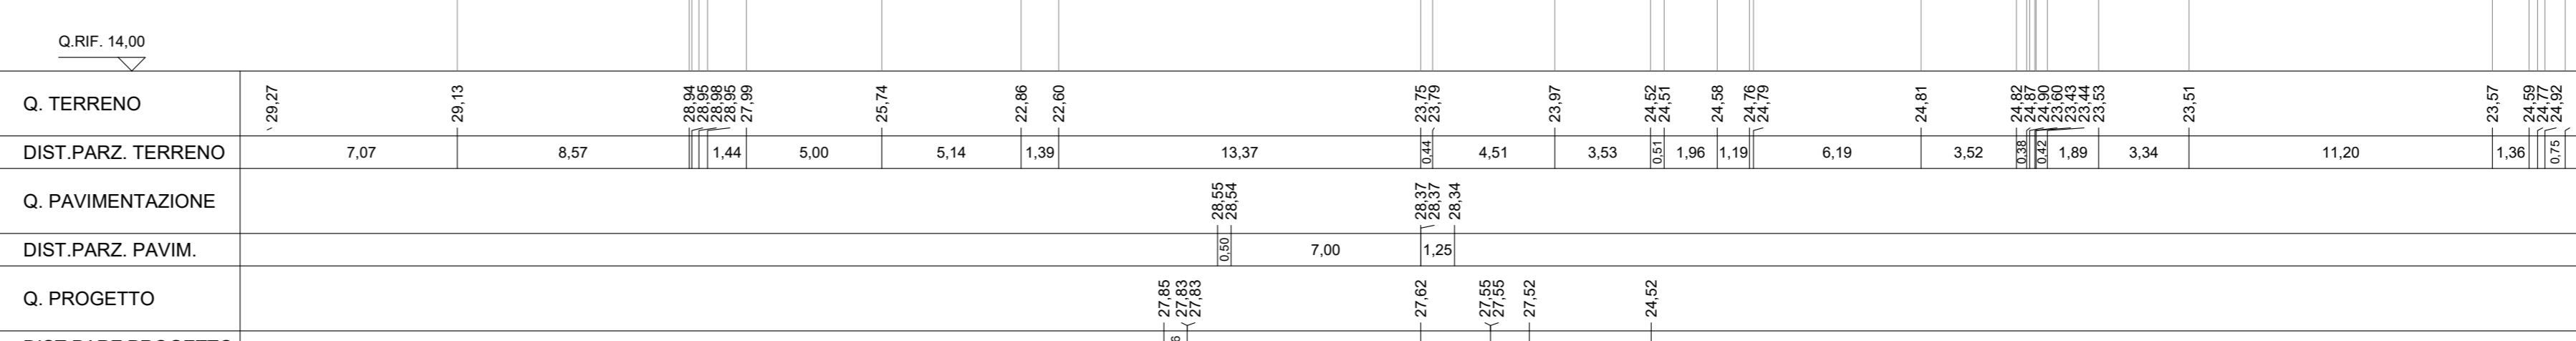 Q.RIF. 14,00
Q. TERRENO 29,27 29,13 28,94 28,95 28,98 28,95 27,99 25,74 22,86 22,60 23,75 23,79 23,97 24,52 24,51 24,58 24,76 24,79 24,81 24,82 24,87 24,90 23,60 23,43 23,44 23,53 23,51 23,57 24,59 24,77 24,92
DIST.PARZ. TERRENO 7,07 8,57 1,44 5,00 5,14 1,39 13,37 0,44 4,51 3,53 0,51 1,96 1,19 6,19 3,52 0,38 0,42 1,89 3,34 11,20 1,36 0,75
Q. PAVIMENTAZIONE 28,55 28,54 28,37 28,37 28,34
DIST.PARZ. PAVIM. 0,50 7,00 1,25
Q. PROGETTO 27,85 27,83 27,83 27,62 27,55 27,55 27,52 24,52